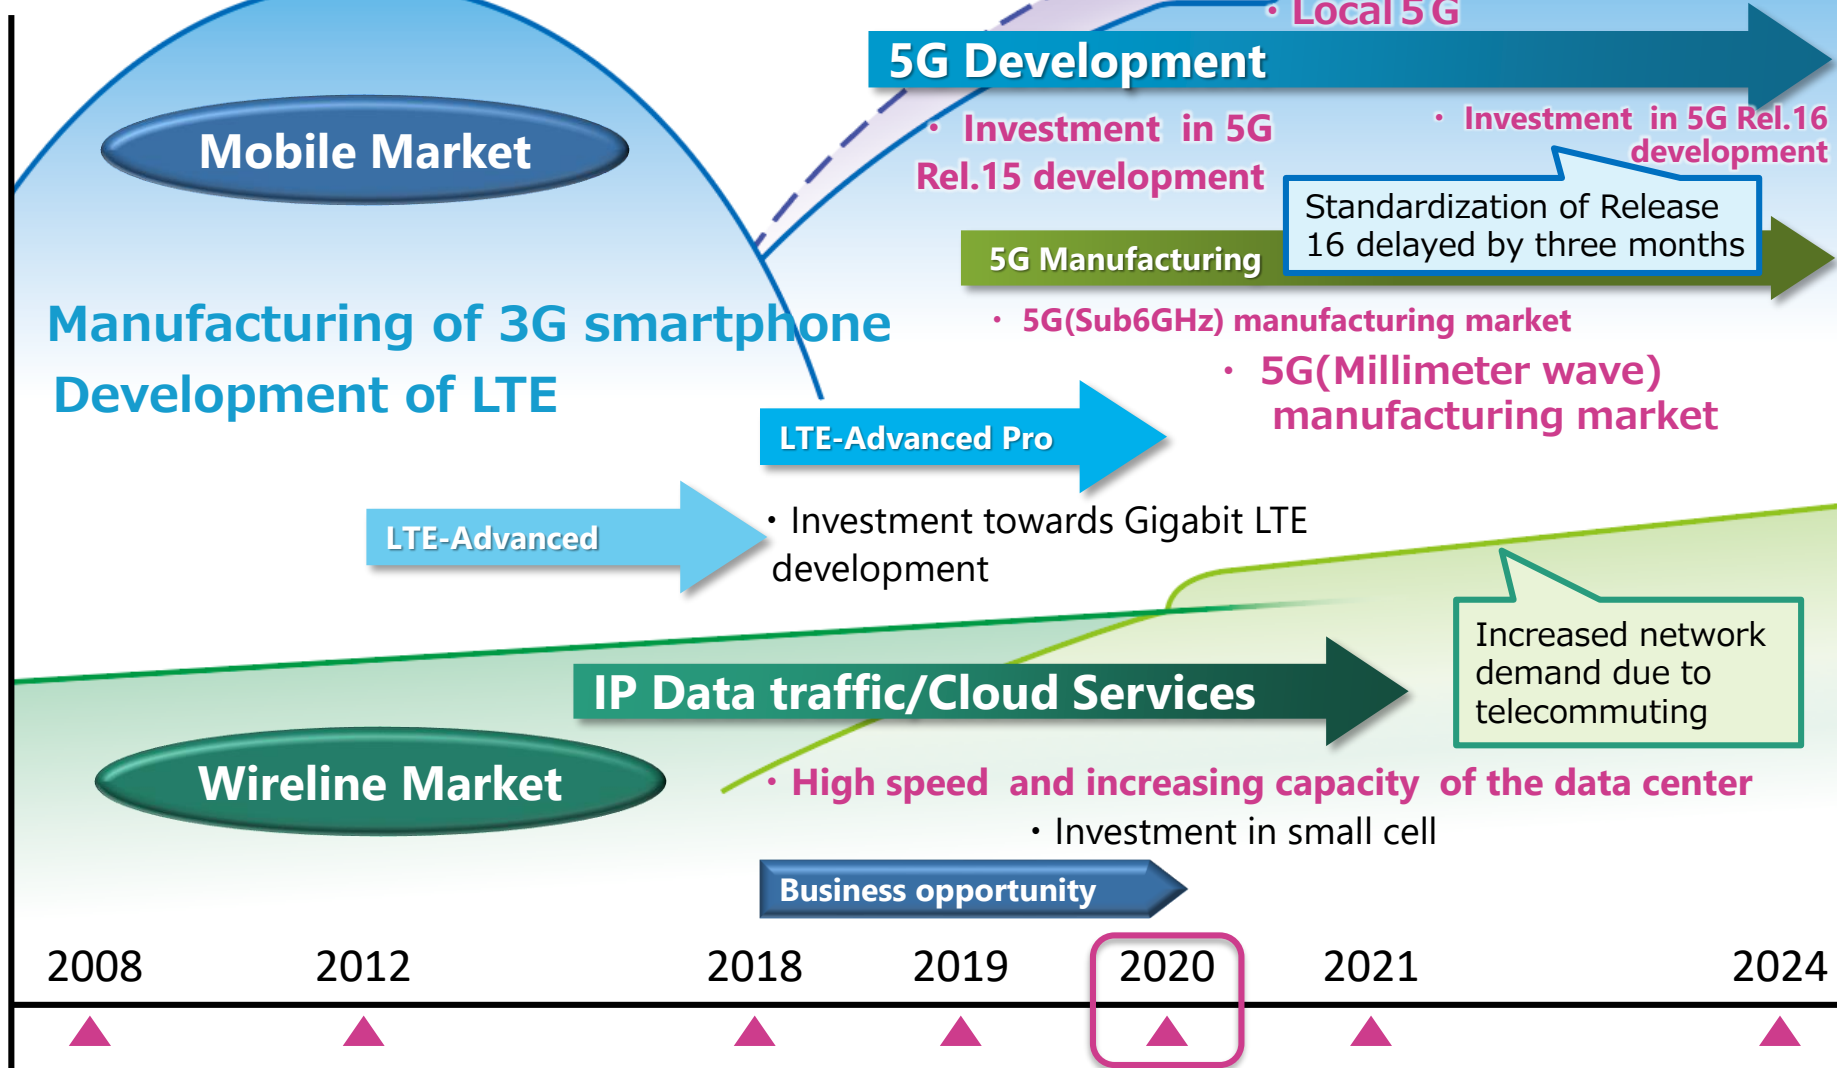 ・Local 5G
5G Development
・ Investment in 5G
Rel.15 development
・ Investment in 5G Rel.16
development
Mobile Market
Standardization of Release
16 delayed by three months
5G Manufacturing
・ 5G(Sub6GHz) manufacturing market
・ 5G(Millimeter wave)
manufacturing market
Manufacturing of 3G smartphone
Development of LTE
LTE-Advanced Pro
LTE-Advanced
・Investment towards Gigabit LTE
development
Increased network
demand due to
telecommuting
IP Data traffic/Cloud Services
Wireline Market
・High speed and increasing capacity of the data center
・Investment in small cell
Business opportunity
2008 2012 2018 2019 2020 2021 2024